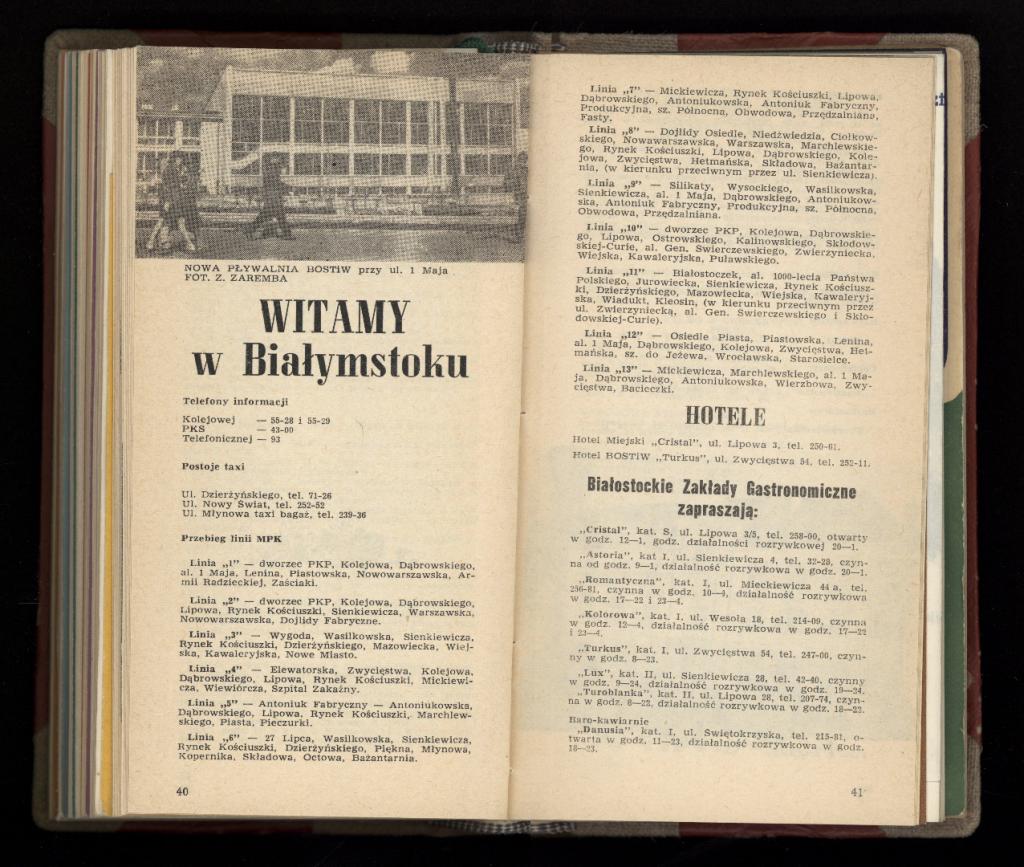 NOWA PŁYWALNIA BOSTiW przy ul. 1 Maja
FOT. Z. ZAREMBA
WITAMY
w Białymstoku
Telefony informacji
Kolejowej — 55-28 i 55-29
PKS — 43-00
Telefonicznej — 93
Postoje taxi
Ul. Dzierżyńskiego, tel. 71-26
Ul. Nowy Świat, tel. 252-52
Ul. Młynowa taxi bagaż, tel. 239-36
Przebieg linii MPK
Linia „1” — dworzec PKP, Kolejowa, Dąbrowskiego,
al. 1 Maja, Lenina, Piastowska, Nowowarszawska, Ar-
mii Radzieckiej, Zaściaki.
Linia „2” — dworzec PKP, Kolejowa, Dąbrowskiego,
Lipowa, Rynek Kościuszki, Sienkiewicza, Warszawska,
Nowowarszawska, Dojlidy Fabryczne.
Linia „3” — Wygoda, Wasilkowska, Sienkiewicza,
Rynek Kościuszki, Dzierżyńskiego, Mazowiecka, Wiej-
ska, Kawaleryjska, Nowe Miasto.
Linia „4” — Elewatorska, Zwycięstwa, Kolejowa,
Dąbrowskiego, Lipowa, Rynek Kościuszki, Mickiewi-
cza, Wiewiórcza, Szpital Zakaźny.
Linia „5” — Antoniuk Fabryczny — Antoniukowska,
Dąbrowskiego, Lipowa, Rynek Kościuszki, Marchlew-
skiego, Piasta, Pieczurki.
Linia „6” — 27 Lipca, Wasilkowska, Sienkiewicza,
Rynek Kościuszki, Dzierżyńskiego, Piękna, Młynowa,
Kopernika, Składowa, Octowa, Bażantarnia.
40
Linia „7” — Mickiewicza, Rynek Kościuszki, Lipowa,
Dąbrowskiego, Antoniukowska, Antoniuk Fabryczny,
Produkcyjna, sz. Północna, Obwodowa, Przędzalniana,
Fasty.
Linia „8” — Dojlidy Osiedle, Niedźwiedzia, Ciołkow-
skiego, Nowawarszawska, Warszawska, Marchlewskie-
go, Rynek Kościuszki, Lipowa, Dąbrowskiego, Kole-
jowa, Zwycięstwa, Hetmańska, Składowa, Bażantar-
nia, (w kierunku przeciwnym przez ul. Sienkiewicza).
Linia „9” — Silikaty, Wysockiego, Wasilkowska,
Sienkiewicza, al. 1 Maja, Dąbrowskiego, Antoniukow-
ska, Antoniuk Fabryczny, Produkcyjna, sz. Północna,
Obwodowa, Przędzalniana.
Linia „10” — dworzec PKP, Kolejowa, Dąbrowskie-
go, Lipowa, Ostrowskiego, Kalinowskiego, Skłodow-
skiej-Curie, al. Gen. Swierczewskiego, Zwierzyniecka,
Wiejska, Kawaleryjska, Puławskiego.
Linia „11” — Białostoczek, al. 1000-lecia Państwa
Polskiego, Jurowiecka, Sienkiewicza, Rynek Kościusz-
ki, Dzierżyńskiego, Mazowiecka, Wiejska, Kawaleryj-
ska, Wiadukt, Kleosin, (w kierunku przeciwnym przez
ul. Zwierzyniecką, al. Gen. Swierczewskiego i Skło-
dowskiej-Curie).
Linia „12” — Osiedle Piasta, Piastowska, Lenina,
al. 1 Maja, Dąbrowskiego, Kolejowa, Zwycięstwa, Het-
mańska, sz. do Jeżewa, Wrocławska, Starosielce.
Linia „13” — Mickiewicza, Marchlewskiego, al. 1 Ma-
ja, Dąbrowskiego, Antoniukowska, Wierzbowa, Zwy-
cięstwa, Bacieczki.
HOTELE
Hotel Miejski „Cristal”, ul. Lipowa 3, tel. 250-61.
Hotel BOSTiW „Turkus”, ul. Zwycięstwa 54, tel. 252-11.
Białostockie Zakłady Gastronomiczne
zapraszają:
„Cristal”, kat. S, ul. Lipowa 3/5, tel. 258-00, otwarty
w godz. 12—1, godz. działalności rozrywkowej 20—1.
„Astoria”, kat I, ul. Sienkiewicza 4, tel. 32-28, czyn-
na od godz. 9—1, działalność rozrywkowa w godz. 20—1.
„Romantyczna”, kat. I, ul. Mieckiewicza 44 a, tel.
256-81, czynna w godz. 10—4, działalność rozrywkowa
w godz. 17—22 i 23—4.
„Kolorowa”, kat. I, ul. Wesoła 18, tel. 214-09, czynna
w godz. 12—4, działalność rozrywkowa w godz. 17—22
i 23—4.
„Turkus”, kat. I, ul. Zwycięstwa 54, tel. 247-00, czyn-
ny w godz. 8—23.
„Lux”, kat. II, ul. Sienkiewicza 28, tel. 42-40, czynny
w godz. 9—24, działalność rozrywkowa w godz. 19—24.
„Turoblanka”, kat. II, ul. Lipowa 28, tel. 207-74, czyn-
na w godz. 8—22, działalność rozrywkowa w godz. 18—22.
Baro-kawiarnie
„Danusia”, kat. I, ul. Świętokrzyska, tel. 215-81, o-
twarta w godz. 11—23, działalność rozrywkowa w godz.
18—23.
41